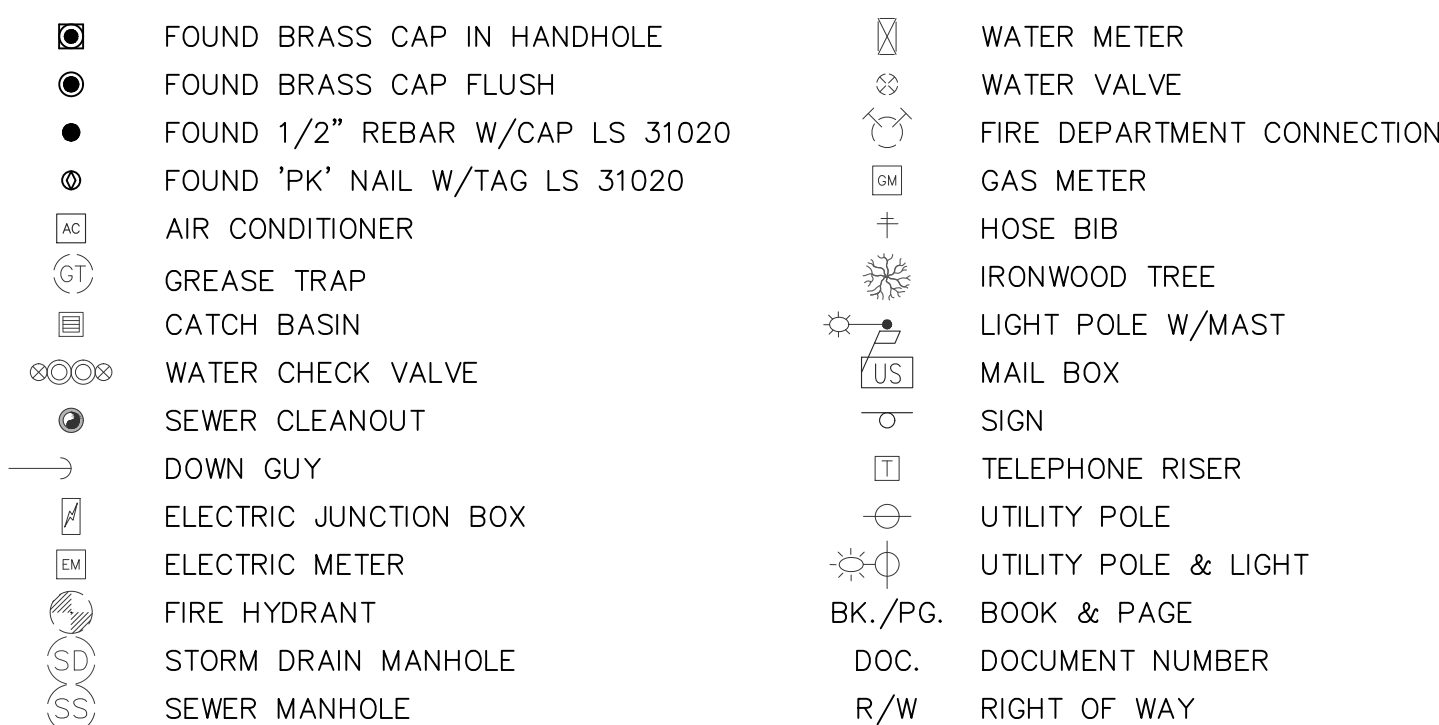 FOUND BRASS CAP IN HANDHOLE
FOUND BRASS CAP FLUSH
FOUND 1/2" REBAR W/CAP LS 31020
FOUND 'PK' NAIL W/TAG LS 31020
AC AIR CONDITIONER
GT GREASE TRAP
CATCH BASIN
WATER CHECK VALVE
SEWER CLEANOUT
DOWN GUY
ELECTRIC JUNCTION BOX
EM ELECTRIC METER
FIRE HYDRANT
SD STORM DRAIN MANHOLE
SS SEWER MANHOLE
WATER METER
WATER VALVE
FIRE DEPARTMENT CONNECTION
GM GAS METER
HOSE BIB
IRONWOOD TREE
LIGHT POLE W/MAST
US MAIL BOX
SIGN
T TELEPHONE RISER
UTILITY POLE
UTILITY POLE & LIGHT
BK./PG. BOOK & PAGE
DOC. DOCUMENT NUMBER
R/W RIGHT OF WAY